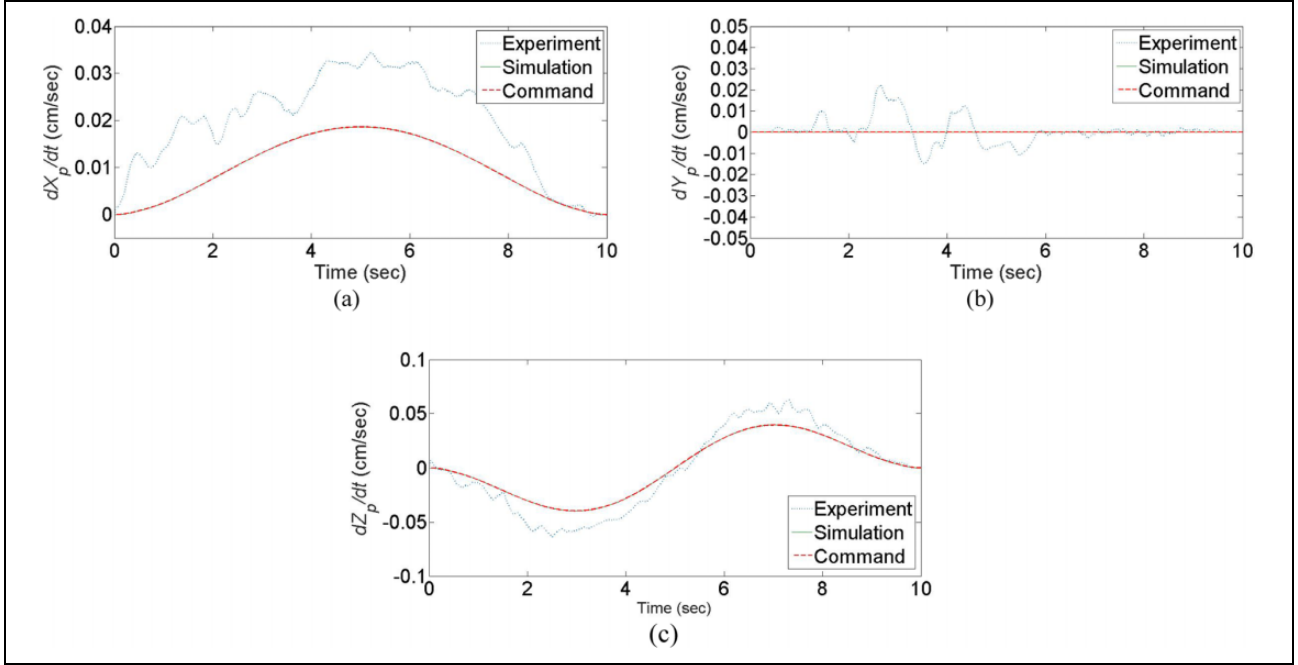 0.04
0.03
0.02
0.01
0
dX_p/dt (cm/sec)
Experiment
Simulation
Command
0 2 4 6 8 10
Time (sec)
(a)
0.05
0.04
0.03
0.02
0.01
0
-0.01
-0.02
-0.03
-0.04
-0.05
dY_p/dt (cm/sec)
Experiment
Simulation
Command
0 2 4 6 8 10
Time (sec)
(b)
0.1
0.05
0
-0.05
-0.1
dZ_p/dt (cm/sec)
Experiment
Simulation
Command
0 2 4 6 8 10
Time (sec)
(c)